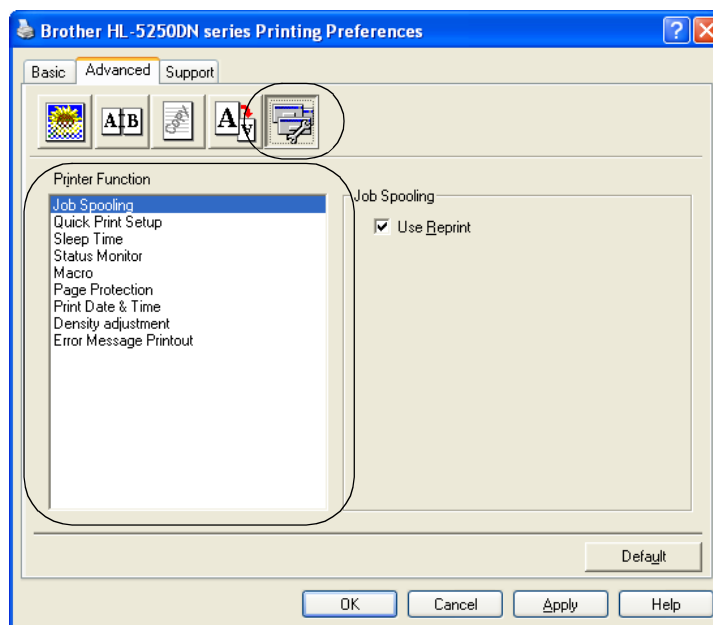 Brother HL-5250DN series Printing Preferences
Basic Advanced Support
A B COPY A A
Printer Function
Job Spooling
Quick Print Setup
Sleep Time
Status Monitor
Macro
Page Protection
Print Date & Time
Density adjustment
Error Message Printout
Job Spooling
Use Reprint
Default
OK Cancel Apply Help